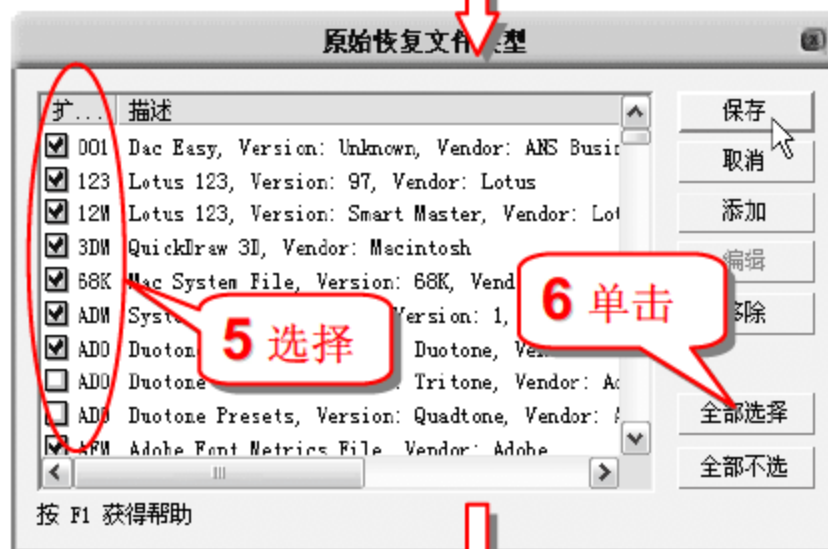 原始恢复文件 型
扩... 描述
001 Dac Easy, Version: Unknown, Vendor: ANS Busin
123 Lotus 123, Version: 97, Vendor: Lotus
12M Lotus 123, Version: Smart Master, Vendor: Lot
3DM QuickDraw 3D, Vendor: Macintosh
68K Mac System File, Version: 68K, Vend
ADM Syst Version: 1,
ADO Duoton Duotone, Ven
ADO Duotone Tritone, Vendor: Ad
ADO Duotone Presets, Version: Quadtone, Vendor: A
AFM Adobe Font Metrics File, Vendor: Adobe
5 选择
6 单击
保存
取消
添加
编辑
移除
全部选择
全部不选
按 F1 获得帮助